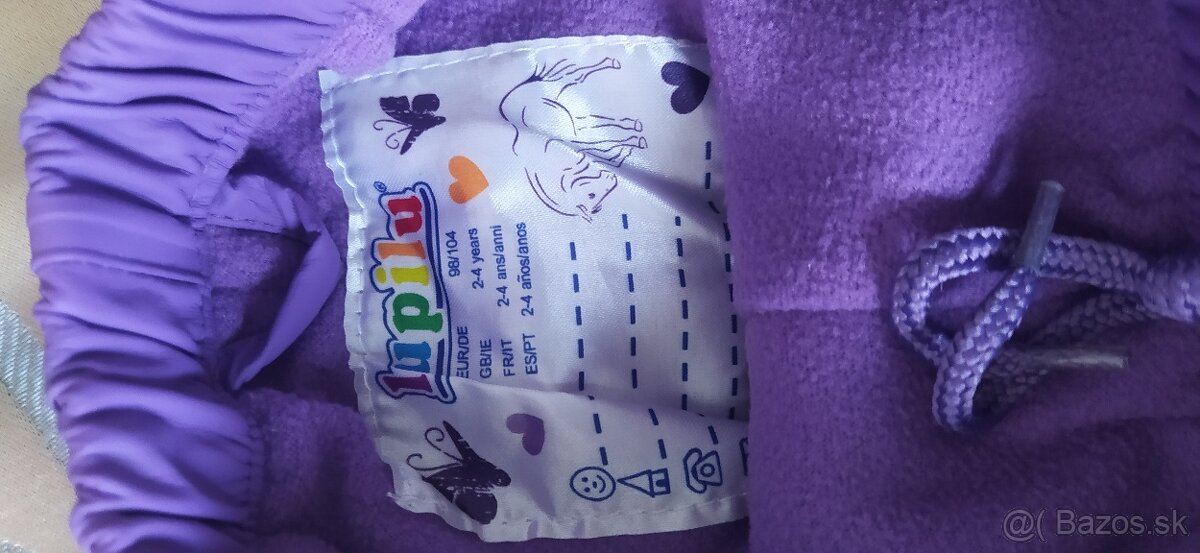 lupilu®
EUR/DE 98/104
GB/IE 2-4 years
FR/IT 2-4 ans/anni
ES/PT 2-4 años/anos
@( Bazos.sk